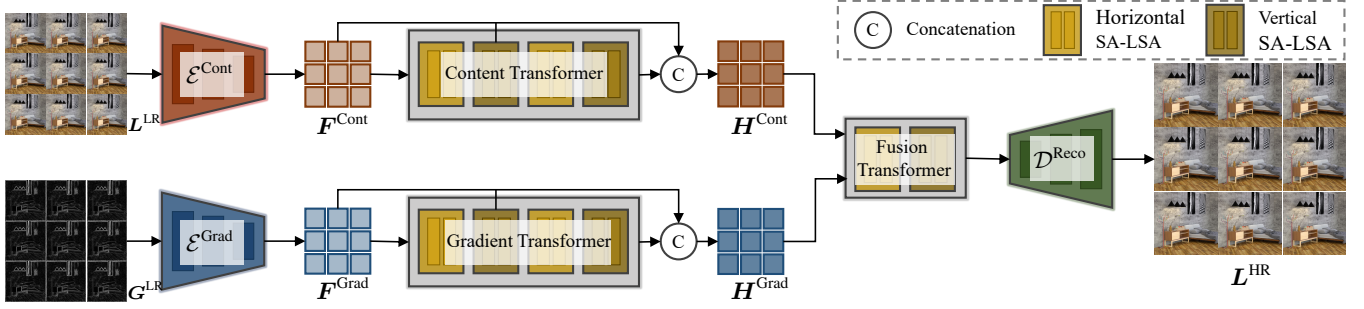 C
Concatenation
Horizontal
SA-LSA
Vertical
SA-LSA
L^LR
ℰ^Cont
F^Cont
Content Transformer
C
H^Cont
Fusion
Transformer
𝒟^Reco
L^HR
G^LR
ℰ^Grad
F^Grad
Gradient Transformer
C
H^Grad